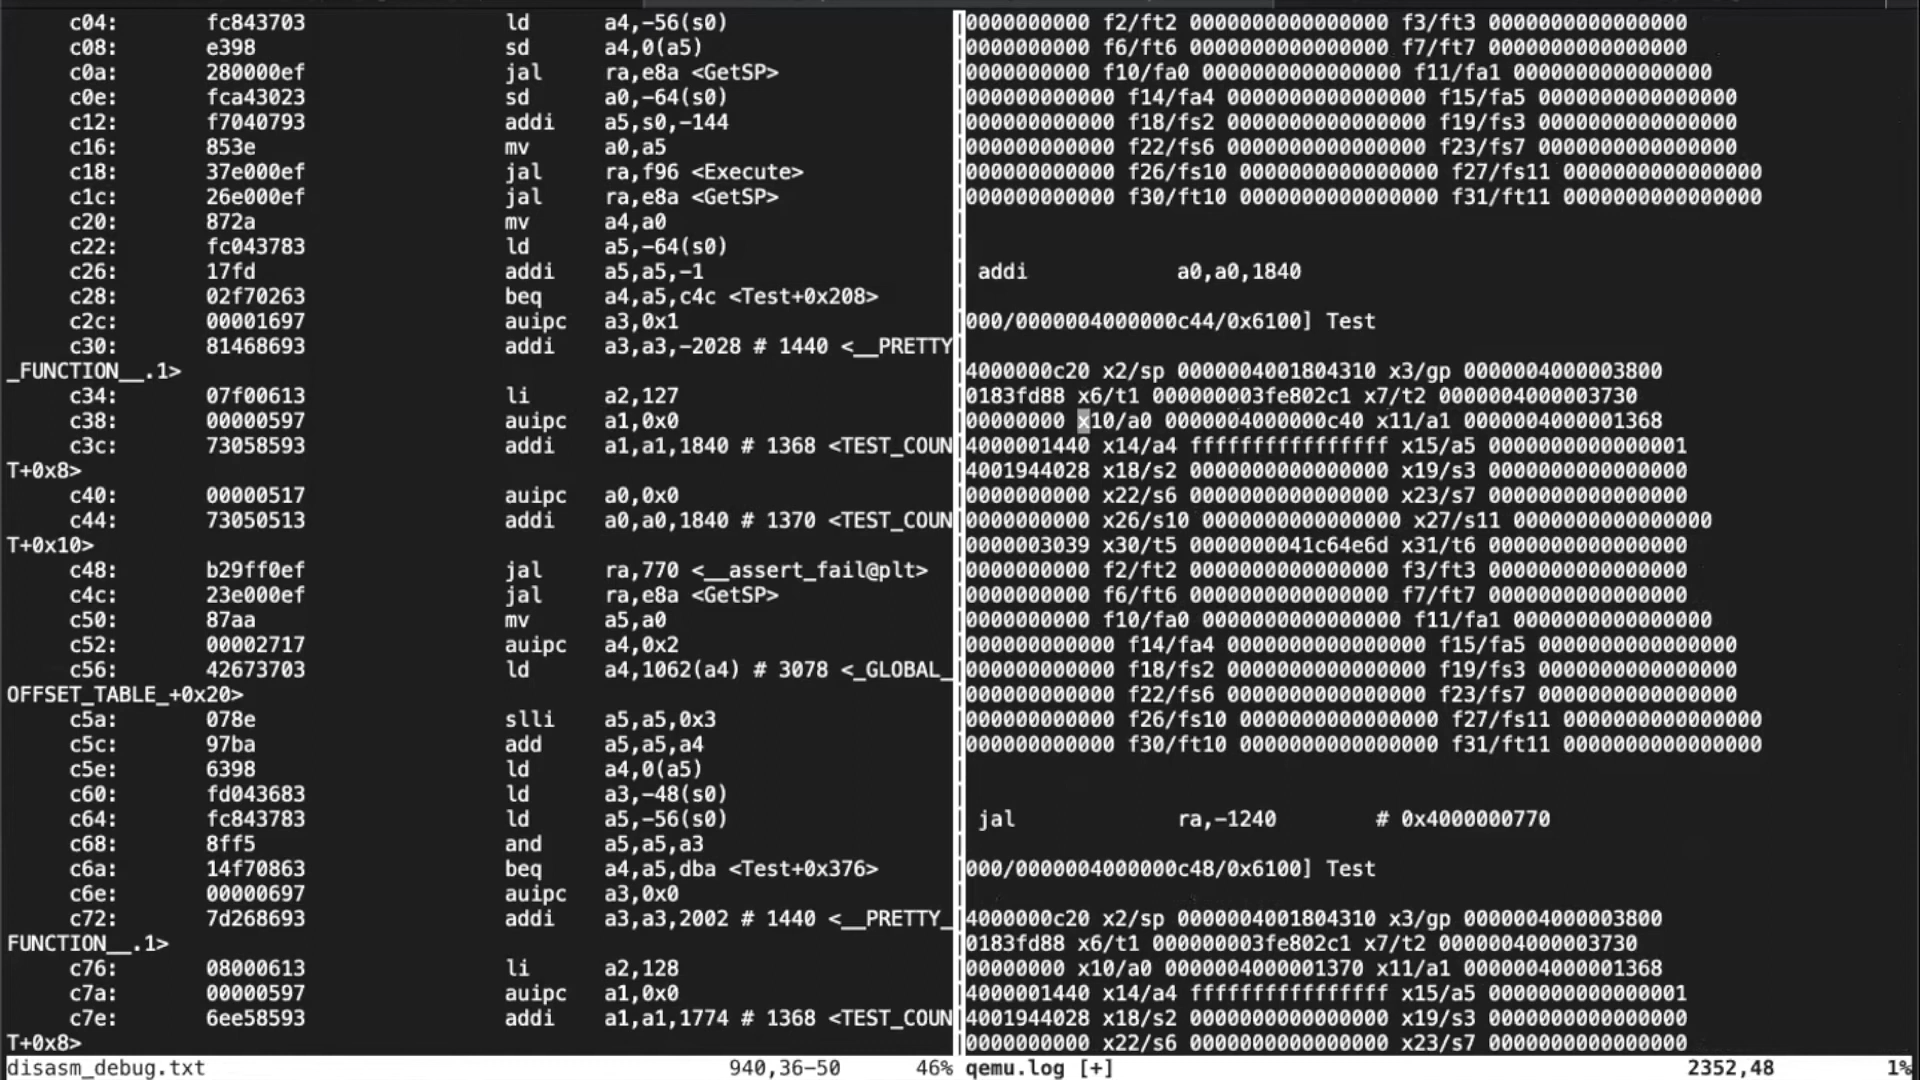 c04: fc843703 ld a4,-56(s0)
c08: e398 sd a4,0(a5)
c0a: 280000ef jal ra,e8a <GetSP>
c0e: fca43023 sd a0,-64(s0)
c12: f7040793 addi a5,s0,-144
c16: 853e mv a0,a5
c18: 37e000ef jal ra,f96 <Execute>
c1c: 26e000ef jal ra,e8a <GetSP>
c20: 872a mv a4,a0
c22: fc043783 ld a5,-64(s0)
c26: 17fd addi a5,a5,-1
c28: 02f70263 beq a4,a5,c4c <Test+0x208>
c2c: 00001697 auipc a3,0x1
c30: 81468693 addi a3,a3,-2028 # 1440 <__PRETTY
_FUNCTION__.1>
c34: 07f00613 li a2,127
c38: 00000597 auipc a1,0x0
c3c: 73058593 addi a1,a1,1840 # 1368 <TEST_COUN
T+0x8>
c40: 00000517 auipc a0,0x0
c44: 73050513 addi a0,a0,1840 # 1370 <TEST_COUN
T+0x10>
c48: b29ff0ef jal ra,770 <__assert_fail@plt>
c4c: 23e000ef jal ra,e8a <GetSP>
c50: 87aa mv a5,a0
c52: 00002717 auipc a4,0x2
c56: 42673703 ld a4,1062(a4) # 3078 <_GLOBAL_
OFFSET_TABLE_+0x20>
c5a: 078e slli a5,a5,0x3
c5c: 97ba add a5,a5,a4
c5e: 6398 ld a4,0(a5)
c60: fd043683 ld a3,-48(s0)
c64: fc843783 ld a5,-56(s0)
c68: 8ff5 and a5,a5,a3
c6a: 14f70863 beq a4,a5,dba <Test+0x376>
c6e: 00000697 auipc a3,0x0
c72: 7d268693 addi a3,a3,2002 # 1440 <__PRETTY_
FUNCTION__.1>
c76: 08000613 li a2,128
c7a: 00000597 auipc a1,0x0
c7e: 6ee58593 addi a1,a1,1774 # 1368 <TEST_COUN
T+0x8>
disasm_debug.txt 940,36-50 46%
0000000000 f2/ft2 0000000000000000 f3/ft3 0000000000000000
0000000000 f6/ft6 0000000000000000 f7/ft7 0000000000000000
0000000000 f10/fa0 0000000000000000 f11/fa1 0000000000000000
000000000000 f14/fa4 0000000000000000 f15/fa5 0000000000000000
000000000000 f18/fs2 0000000000000000 f19/fs3 0000000000000000
000000000000 f22/fs6 0000000000000000 f23/fs7 0000000000000000
000000000000 f26/fs10 0000000000000000 f27/fs11 0000000000000000
000000000000 f30/ft10 0000000000000000 f31/ft11 0000000000000000
addi a0,a0,1840
000/0000004000000c44/0x6100] Test
4000000c20 x2/sp 0000004001804310 x3/gp 0000004000003800
0183fd88 x6/t1 000000003fe802c1 x7/t2 0000004000003730
00000000 x10/a0 0000004000000c40 x11/a1 0000004000001368
4000001440 x14/a4 ffffffffffffffff x15/a5 0000000000000001
4001944028 x18/s2 0000000000000000 x19/s3 0000000000000000
0000000000 x22/s6 0000000000000000 x23/s7 0000000000000000
0000000000 x26/s10 0000000000000000 x27/s11 0000000000000000
0000003039 x30/t5 0000000041c64e6d x31/t6 0000000000000000
0000000000 f2/ft2 0000000000000000 f3/ft3 0000000000000000
0000000000 f6/ft6 0000000000000000 f7/ft7 0000000000000000
0000000000 f10/fa0 0000000000000000 f11/fa1 0000000000000000
000000000000 f14/fa4 0000000000000000 f15/fa5 0000000000000000
000000000000 f18/fs2 0000000000000000 f19/fs3 0000000000000000
000000000000 f22/fs6 0000000000000000 f23/fs7 0000000000000000
000000000000 f26/fs10 0000000000000000 f27/fs11 0000000000000000
000000000000 f30/ft10 0000000000000000 f31/ft11 0000000000000000
jal ra,-1240 # 0x4000000770
000/0000004000000c48/0x6100] Test
4000000c20 x2/sp 0000004001804310 x3/gp 0000004000003800
0183fd88 x6/t1 000000003fe802c1 x7/t2 0000004000003730
00000000 x10/a0 0000004000001370 x11/a1 0000004000001368
4000001440 x14/a4 ffffffffffffffff x15/a5 0000000000000001
4001944028 x18/s2 0000000000000000 x19/s3 0000000000000000
0000000000 x22/s6 0000000000000000 x23/s7 0000000000000000
qemu.log [+] 2352,48 1%